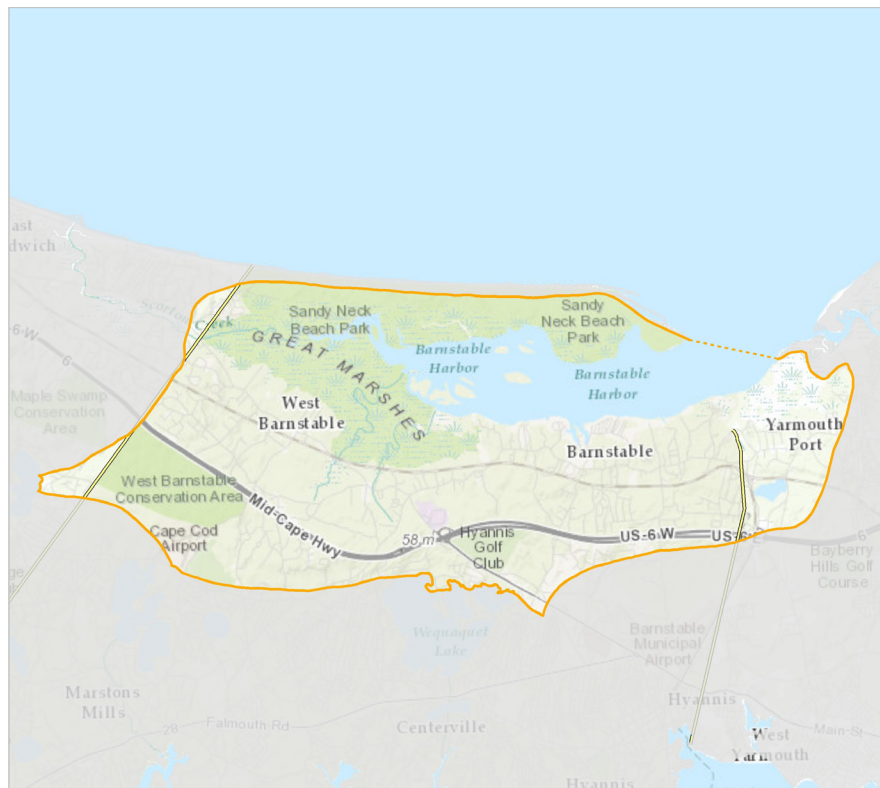 ast
dwich
Scorton
Creek
Sandy Neck
Beach Park
Sandy
Neck Beach
Park
6-W
6
GREAT MARSHES
Barnstable
Harbor
Barnstable
Harbor
Maple Swamp
Conservation
Area
West
Barnstable
Barnstable
Yarmouth
Port
West Barnstable
Conservation Area
Mid-Cape Hwy
Cape Cod
Airport
58 m
Hyannis
Golf
Club
US-6 W
US-6
6
Bayberry
Hills Golf
Course
Wequaquet
Lake
Barnstable
Municipal
Airport
Marstons
Mills
28
Falmouth Rd
Centerville
Hyannis
Main-St
West
Yarmouth
Hyannis